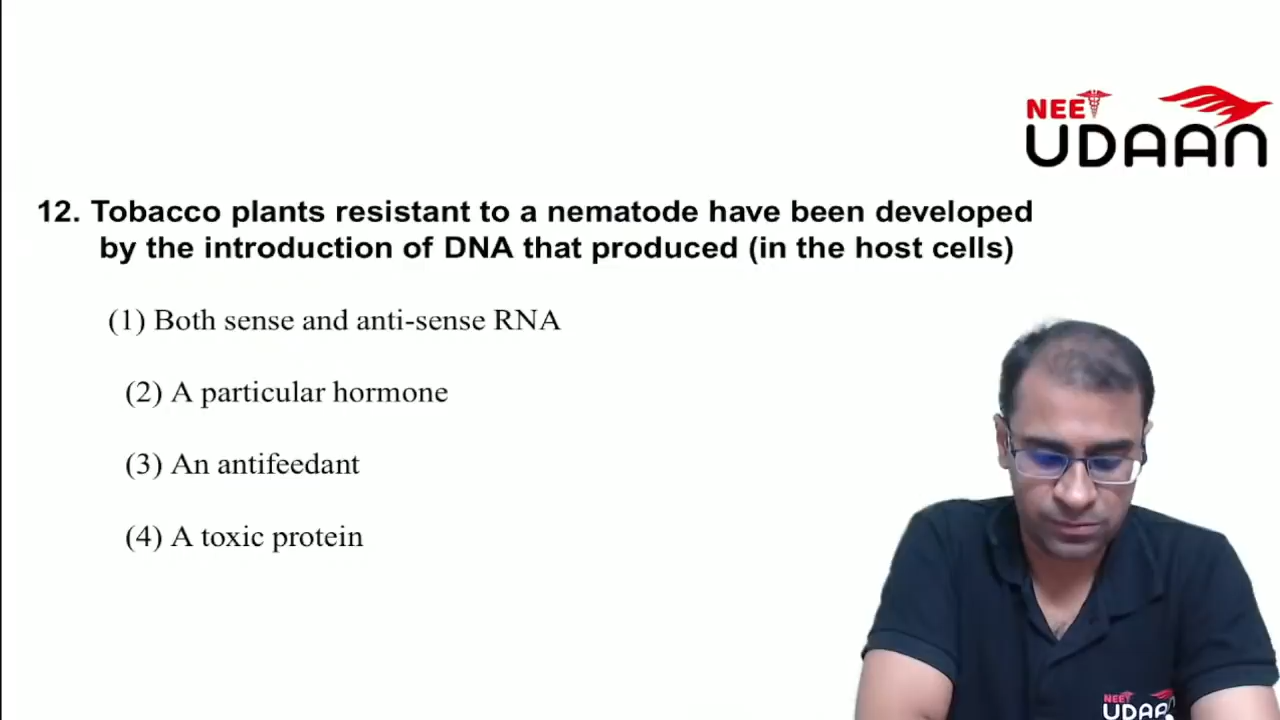 NEET
UDAAN
12. Tobacco plants resistant to a nematode have been developed
by the introduction of DNA that produced (in the host cells)
(1) Both sense and anti-sense RNA
(2) A particular hormone
(3) An antifeedant
(4) A toxic protein
NEET
UDAA